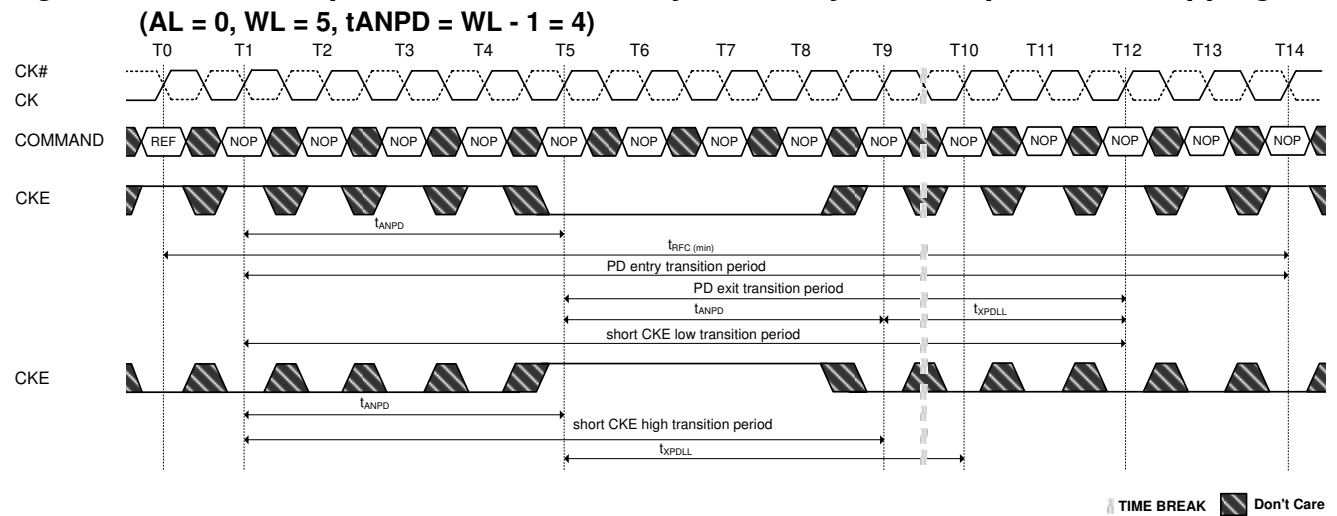 (AL = 0, WL = 5, tANPD = WL - 1 = 4)
T0 T1 T2 T3 T4 T5 T6 T7 T8 T9 T10 T11 T12 T13 T14
CK#
CK
COMMAND REF NOP NOP NOP NOP NOP NOP NOP NOP NOP NOP NOP NOP NOP NOP
CKE
tANPD
tRFC (min)
PD entry transition period
PD exit transition period
tANPD tXPDLL
short CKE low transition period
CKE
tANPD
short CKE high transition period
tXPDLL
TIME BREAK Don't Care